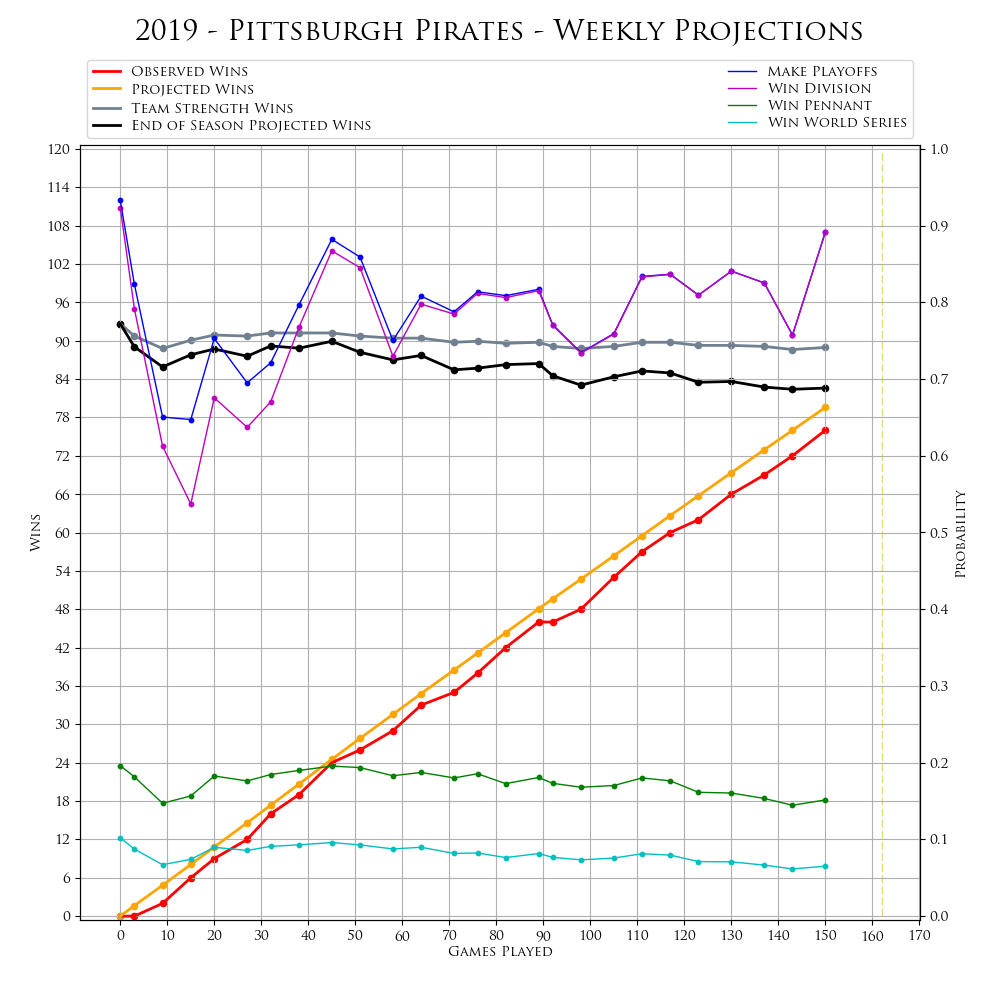 2019 - Pittsburgh Pirates - Weekly Projections
Observed Wins
Projected Wins
Team Strength Wins
End of Season Projected Wins
Make Playoffs
Win Division
Win Pennant
Win World Series
120
114
108
102
96
90
84
78
72
66
60
54
48
42
36
30
24
18
12
6
0
Wins
1.0
0.9
0.8
0.7
0.6
0.5
0.4
0.3
0.2
0.1
0.0
Probability
0 10 20 30 40 50 60 70 80 90 100 110 120 130 140 150 160 170
Games Played